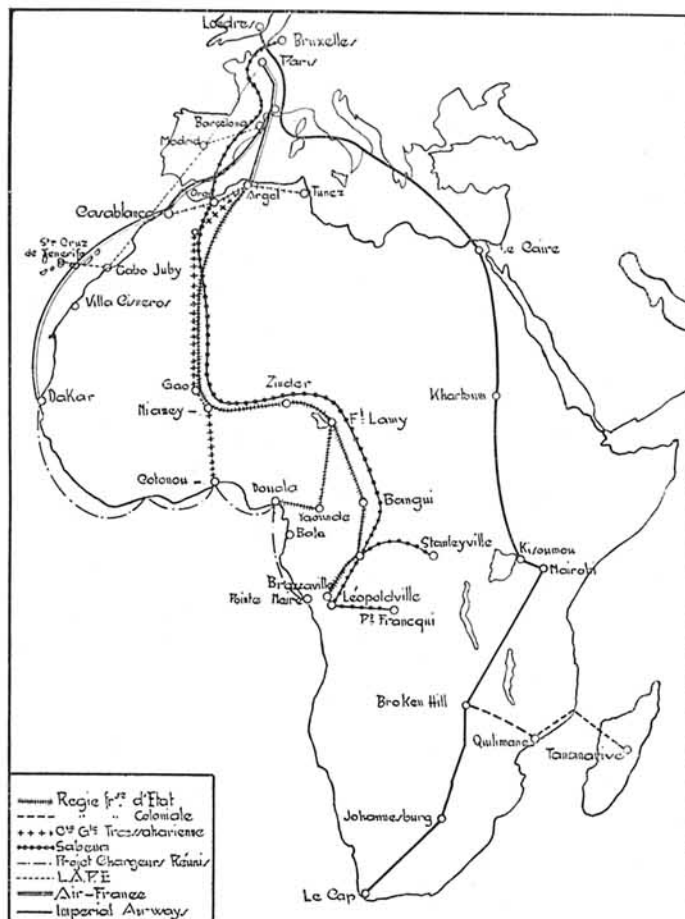 Londres
Bruxelles
Paris
Barcelona
Madrid
Oran
Argel
Tunez
Casablanca
Sta Cruz
de Tenerife
Cabo Juby
Le Caire
Villa Cisneros
Gao
Zinder
Khartoum
Dakar
Niamey
Ft. Lamy
Cotonou
Douala
Yaounde
Bangui
Bata
Stanleyville
Kisoumou
Nairobi
Brazzaville
Pointe Noire
Léopoldville
Pt. Francqui
Broken Hill
Quilimane
Tananarive
Johannesburg
Le Cap
Regie frse d'Etat
" " Coloniale
Cie Gle Transsaharienne
Sabena
Projet Chargeurs Réunis
L.A.P.E
Air-France
Imperial Airways